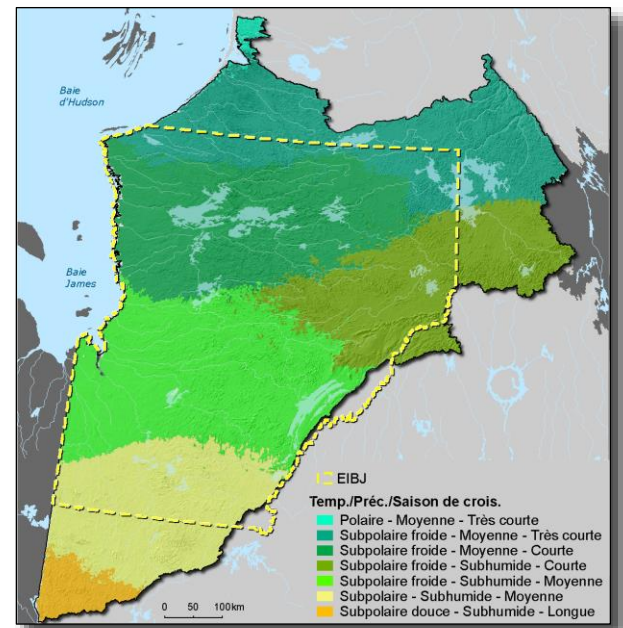 Baie
d'Hudson
Baie
James
EIBJ
Temp./Préc./Saison de crois.
Polaire - Moyenne - Très courte
Subpolaire froide - Moyenne - Très courte
Subpolaire froide - Moyenne - Courte
Subpolaire froide - Subhumide - Courte
Subpolaire froide - Subhumide - Moyenne
Subpolaire - Subhumide - Moyenne
Subpolaire douce - Subhumide - Longue
0 50 100km